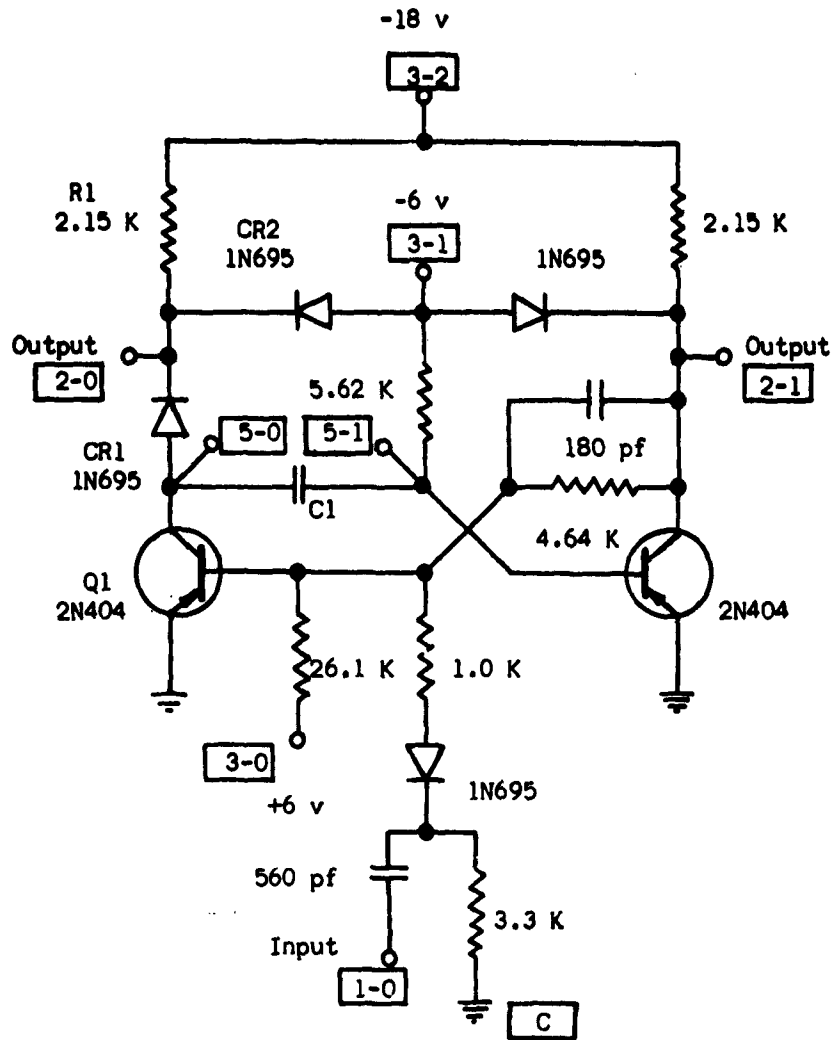 -18 v
3-2
R1
2.15 K
CR2
1N695
-6 v
3-1
1N695
2.15 K
Output
2-0
5.62 K
Output
2-1
CR1
1N695
5-0
5-1
C1
180 pf
4.64 K
Q1
2N404
2N404
26.1 K
1.0 K
3-0
+6 v
1N695
560 pf
3.3 K
Input
1-0
C